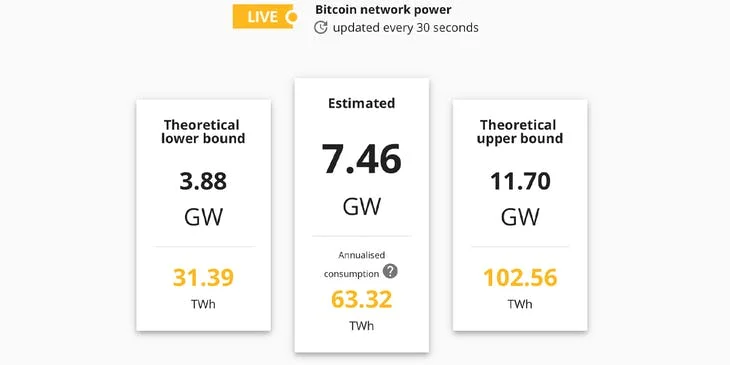 LIVE
Bitcoin network power
updated every 30 seconds
Theoretical
lower bound
3.88
GW
31.39
TWh
Estimated
7.46
GW
Annualised
consumption ?
63.32
TWh
Theoretical
upper bound
11.70
GW
102.56
TWh